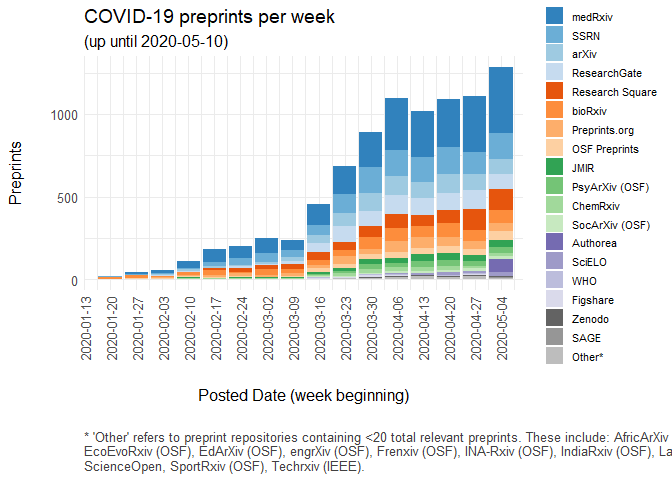 COVID-19 preprints per week
(up until 2020-05-10)
Preprints
1000
500
0
2020-01-13
2020-01-20
2020-01-27
2020-02-03
2020-02-10
2020-02-17
2020-02-24
2020-03-02
2020-03-09
2020-03-16
2020-03-23
2020-03-30
2020-04-06
2020-04-13
2020-04-20
2020-04-27
2020-05-04
Posted Date (week beginning)
medRxiv
SSRN
arXiv
ResearchGate
Research Square
bioRxiv
Preprints.org
OSF Preprints
JMIR
PsyArXiv (OSF)
ChemRxiv
SocArXiv (OSF)
Authorea
SciELO
WHO
Figshare
Zenodo
SAGE
Other*
* 'Other' refers to preprint repositories containing <20 total relevant preprints. These include: AfricArXiv
EcoEvoRxiv (OSF), EdArXiv (OSF), engrXiv (OSF), Frenxiv (OSF), INA-Rxiv (OSF), IndiaRxiv (OSF), La
ScienceOpen, SportRxiv (OSF), Techrxiv (IEEE).